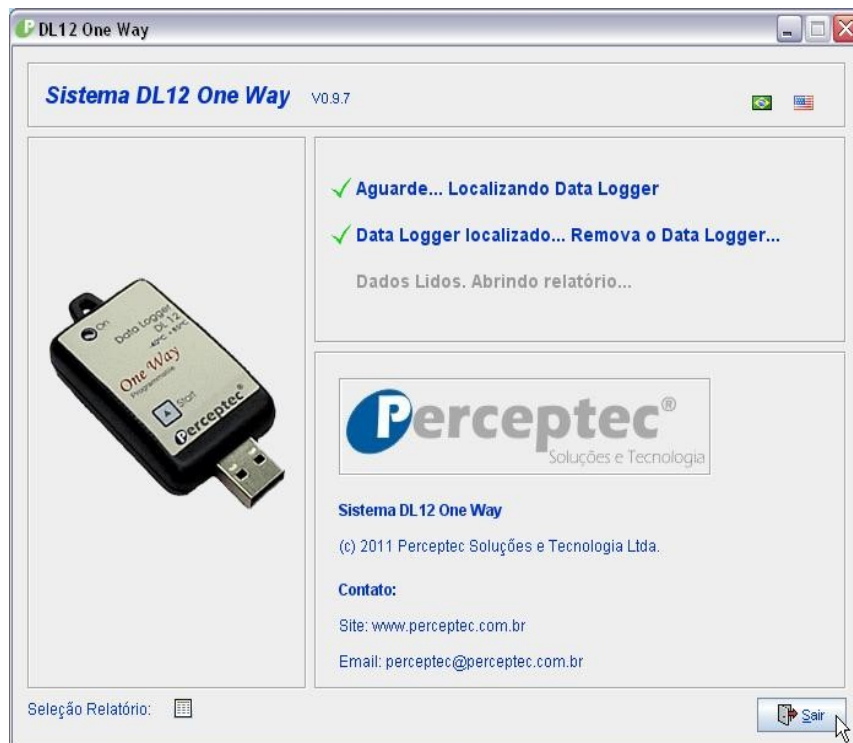 DL12 One Way
Sistema DL12 One Way V0.9.7
Aguarde... Localizando Data Logger
Data Logger localizado... Remova o Data Logger...
Dados Lidos. Abrindo relatório...
On
Data Logger
DL 12
-40°C +85°C
One Way
Programmable
Start
Perceptec®
Perceptec®
Soluções e Tecnologia
Sistema DL12 One Way
(c) 2011 Perceptec Soluções e Tecnologia Ltda.
Contato:
Site: www.perceptec.com.br
Email: perceptec@perceptec.com.br
Seleção Relatório:
Sair